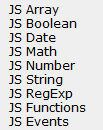 JS Array
JS Boolean
JS Date
JS Math
JS Number
JS String
JS RegExp
JS Functions
JS Events